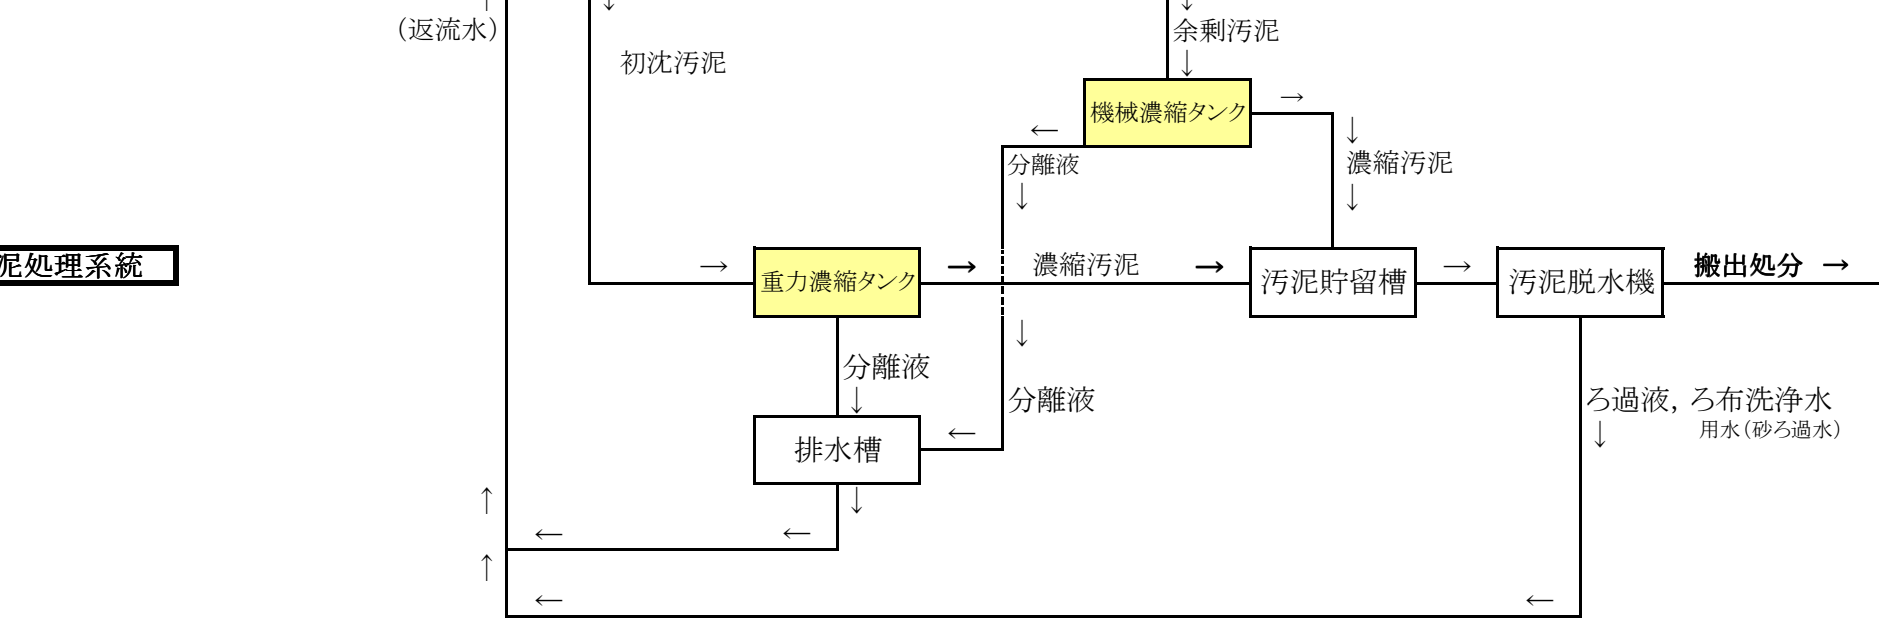 （返流水）
余剰汚泥
初沈汚泥
機械濃縮タンク
分離液
濃縮汚泥
泥処理系統
重力濃縮タンク
濃縮汚泥
汚泥貯留槽
汚泥脱水機
搬出処分
分離液
分離液
ろ過液，ろ布洗浄水
用水（砂ろ過水）
排水槽